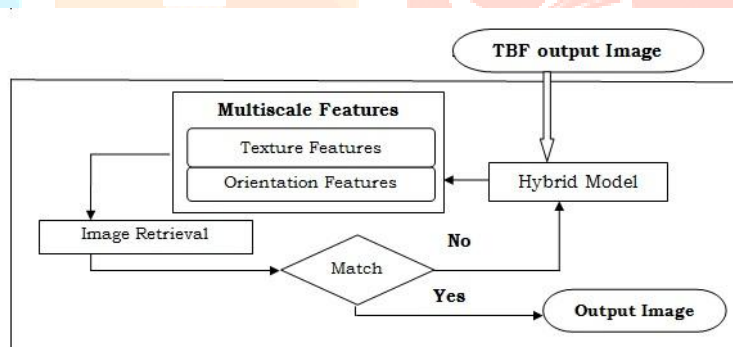 TBF output Image
Multiscale Features
Texture Features
Orientation Features
Hybrid Model
Image Retrieval
No
Match
Yes
Output Image